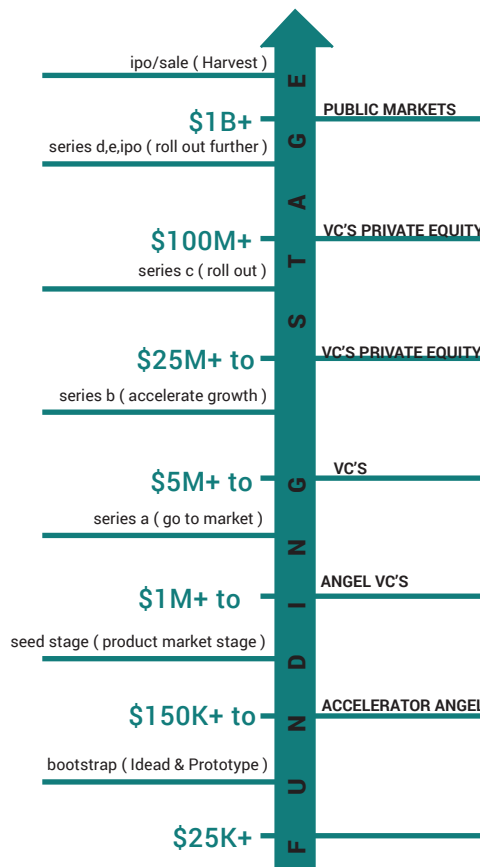 ipo/sale ( Harvest )
$1B+
PUBLIC MARKETS
series d,e,ipo ( roll out further )
$100M+
VC'S PRIVATE EQUITY
series c ( roll out )
$25M+ to
VC'S PRIVATE EQUITY
series b ( accelerate growth )
$5M+ to
VC'S
series a ( go to market )
$1M+ to
ANGEL VC'S
seed stage ( product market stage )
$150K+ to
ACCELERATOR ANGEL
bootstrap ( Idead & Prototype )
$25K+
FUNDING STAGE